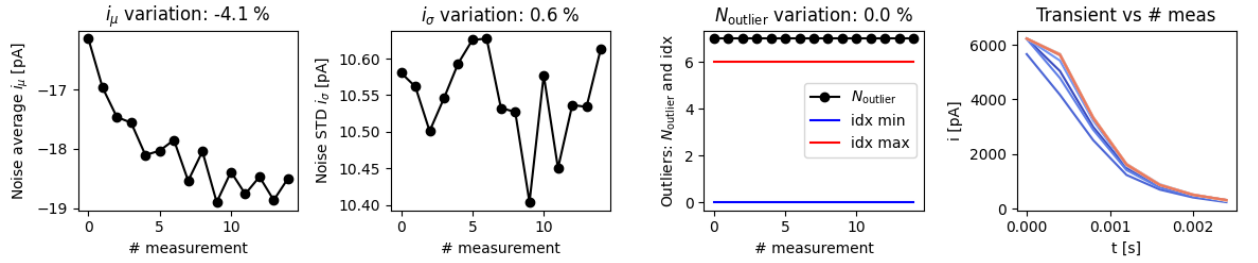 i_μ variation: -4.1 %
Noise average i_μ [pA]
−17
−18
−19
0
10
# measurement
i_σ variation: 0.6 %
Noise STD i_σ [pA]
10.60
10.55
10.50
10.45
10.40
0
10
# measurement
N_outlier variation: 0.0 %
Outliers: N_outlier and idx
6
4
2
0
N_outlier
idx min
idx max
0
10
# measurement
Transient vs # meas
i [pA]
6000
4000
2000
0
0.000
0.001
0.002
t [s]